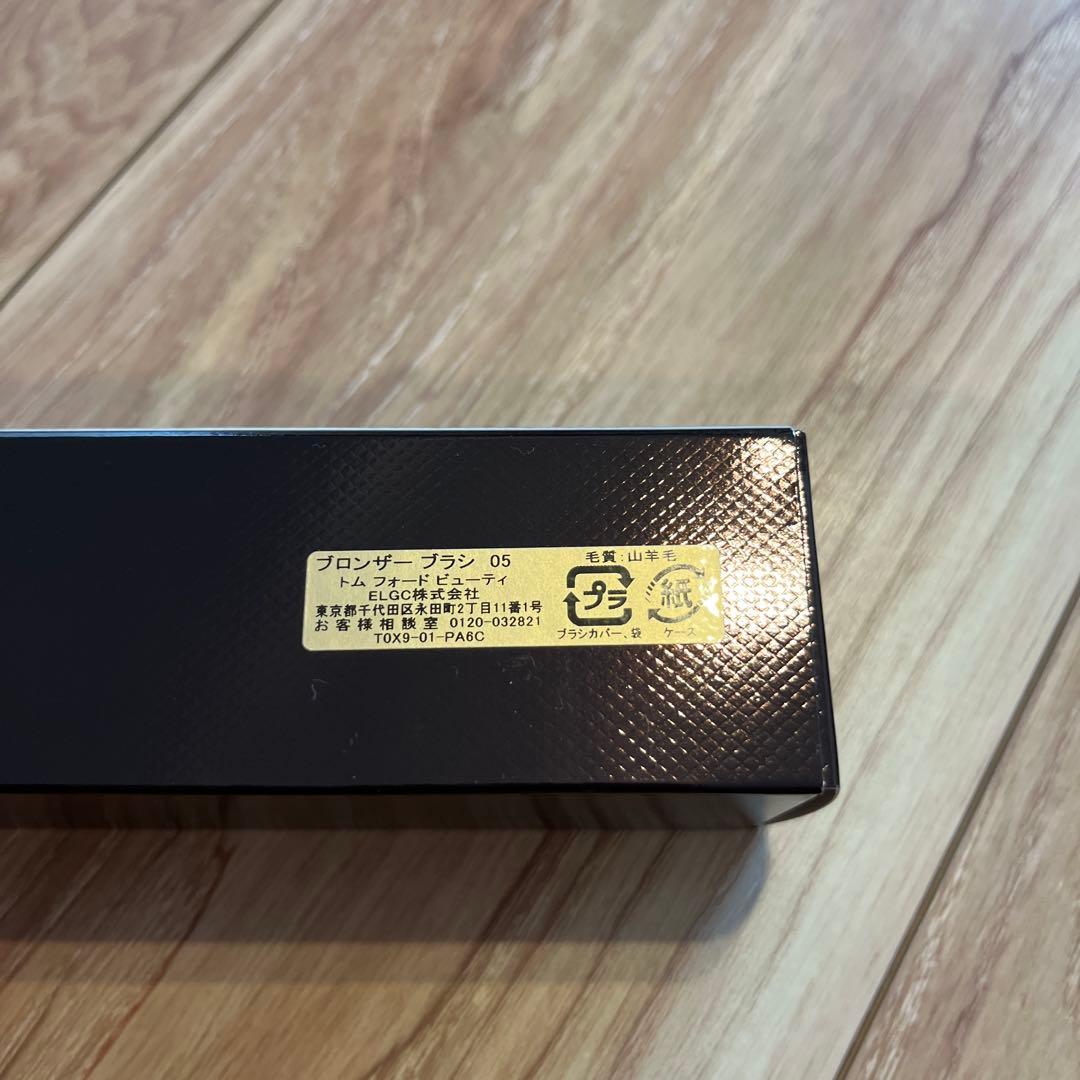 ブロンザー ブラシ 05
トム フォード ビューティ
ELGC株式会社
東京都千代田区永田町2丁目11番1号
お客様相談室 0120-032821
T0X9-01-PA6C
毛質:山羊毛
プラ
紙
ブラシカバー、袋
ケース